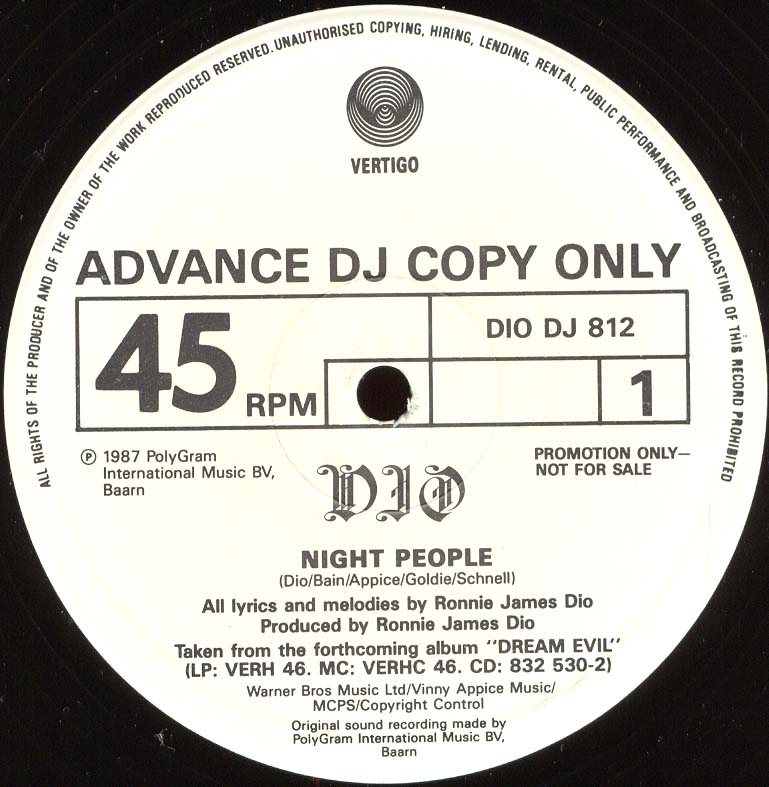 ALL RIGHTS OF THE PRODUCER AND OF THE OWNER OF THE WORK REPRODUCED RESERVED. UNAUTHORISED COPYING, HIRING, LENDING, RENTAL, PUBLIC PERFORMANCE AND BROADCASTING OF THIS RECORD PROHIBITED
VERTIGO
ADVANCE DJ COPY ONLY
45 RPM
DIO DJ 812
1
℗ 1987 PolyGram
International Music BV,
Baarn
PROMOTION ONLY—
NOT FOR SALE
DIO
NIGHT PEOPLE
(Dio/Bain/Appice/Goldie/Schnell)
All lyrics and melodies by Ronnie James Dio
Produced by Ronnie James Dio
Taken from the forthcoming album "DREAM EVIL"
(LP: VERH 46. MC: VERHC 46. CD: 832 530-2)
Warner Bros Music Ltd/Vinny Appice Music/
MCPS/Copyright Control
Original sound recording made by
PolyGram International Music BV,
Baarn